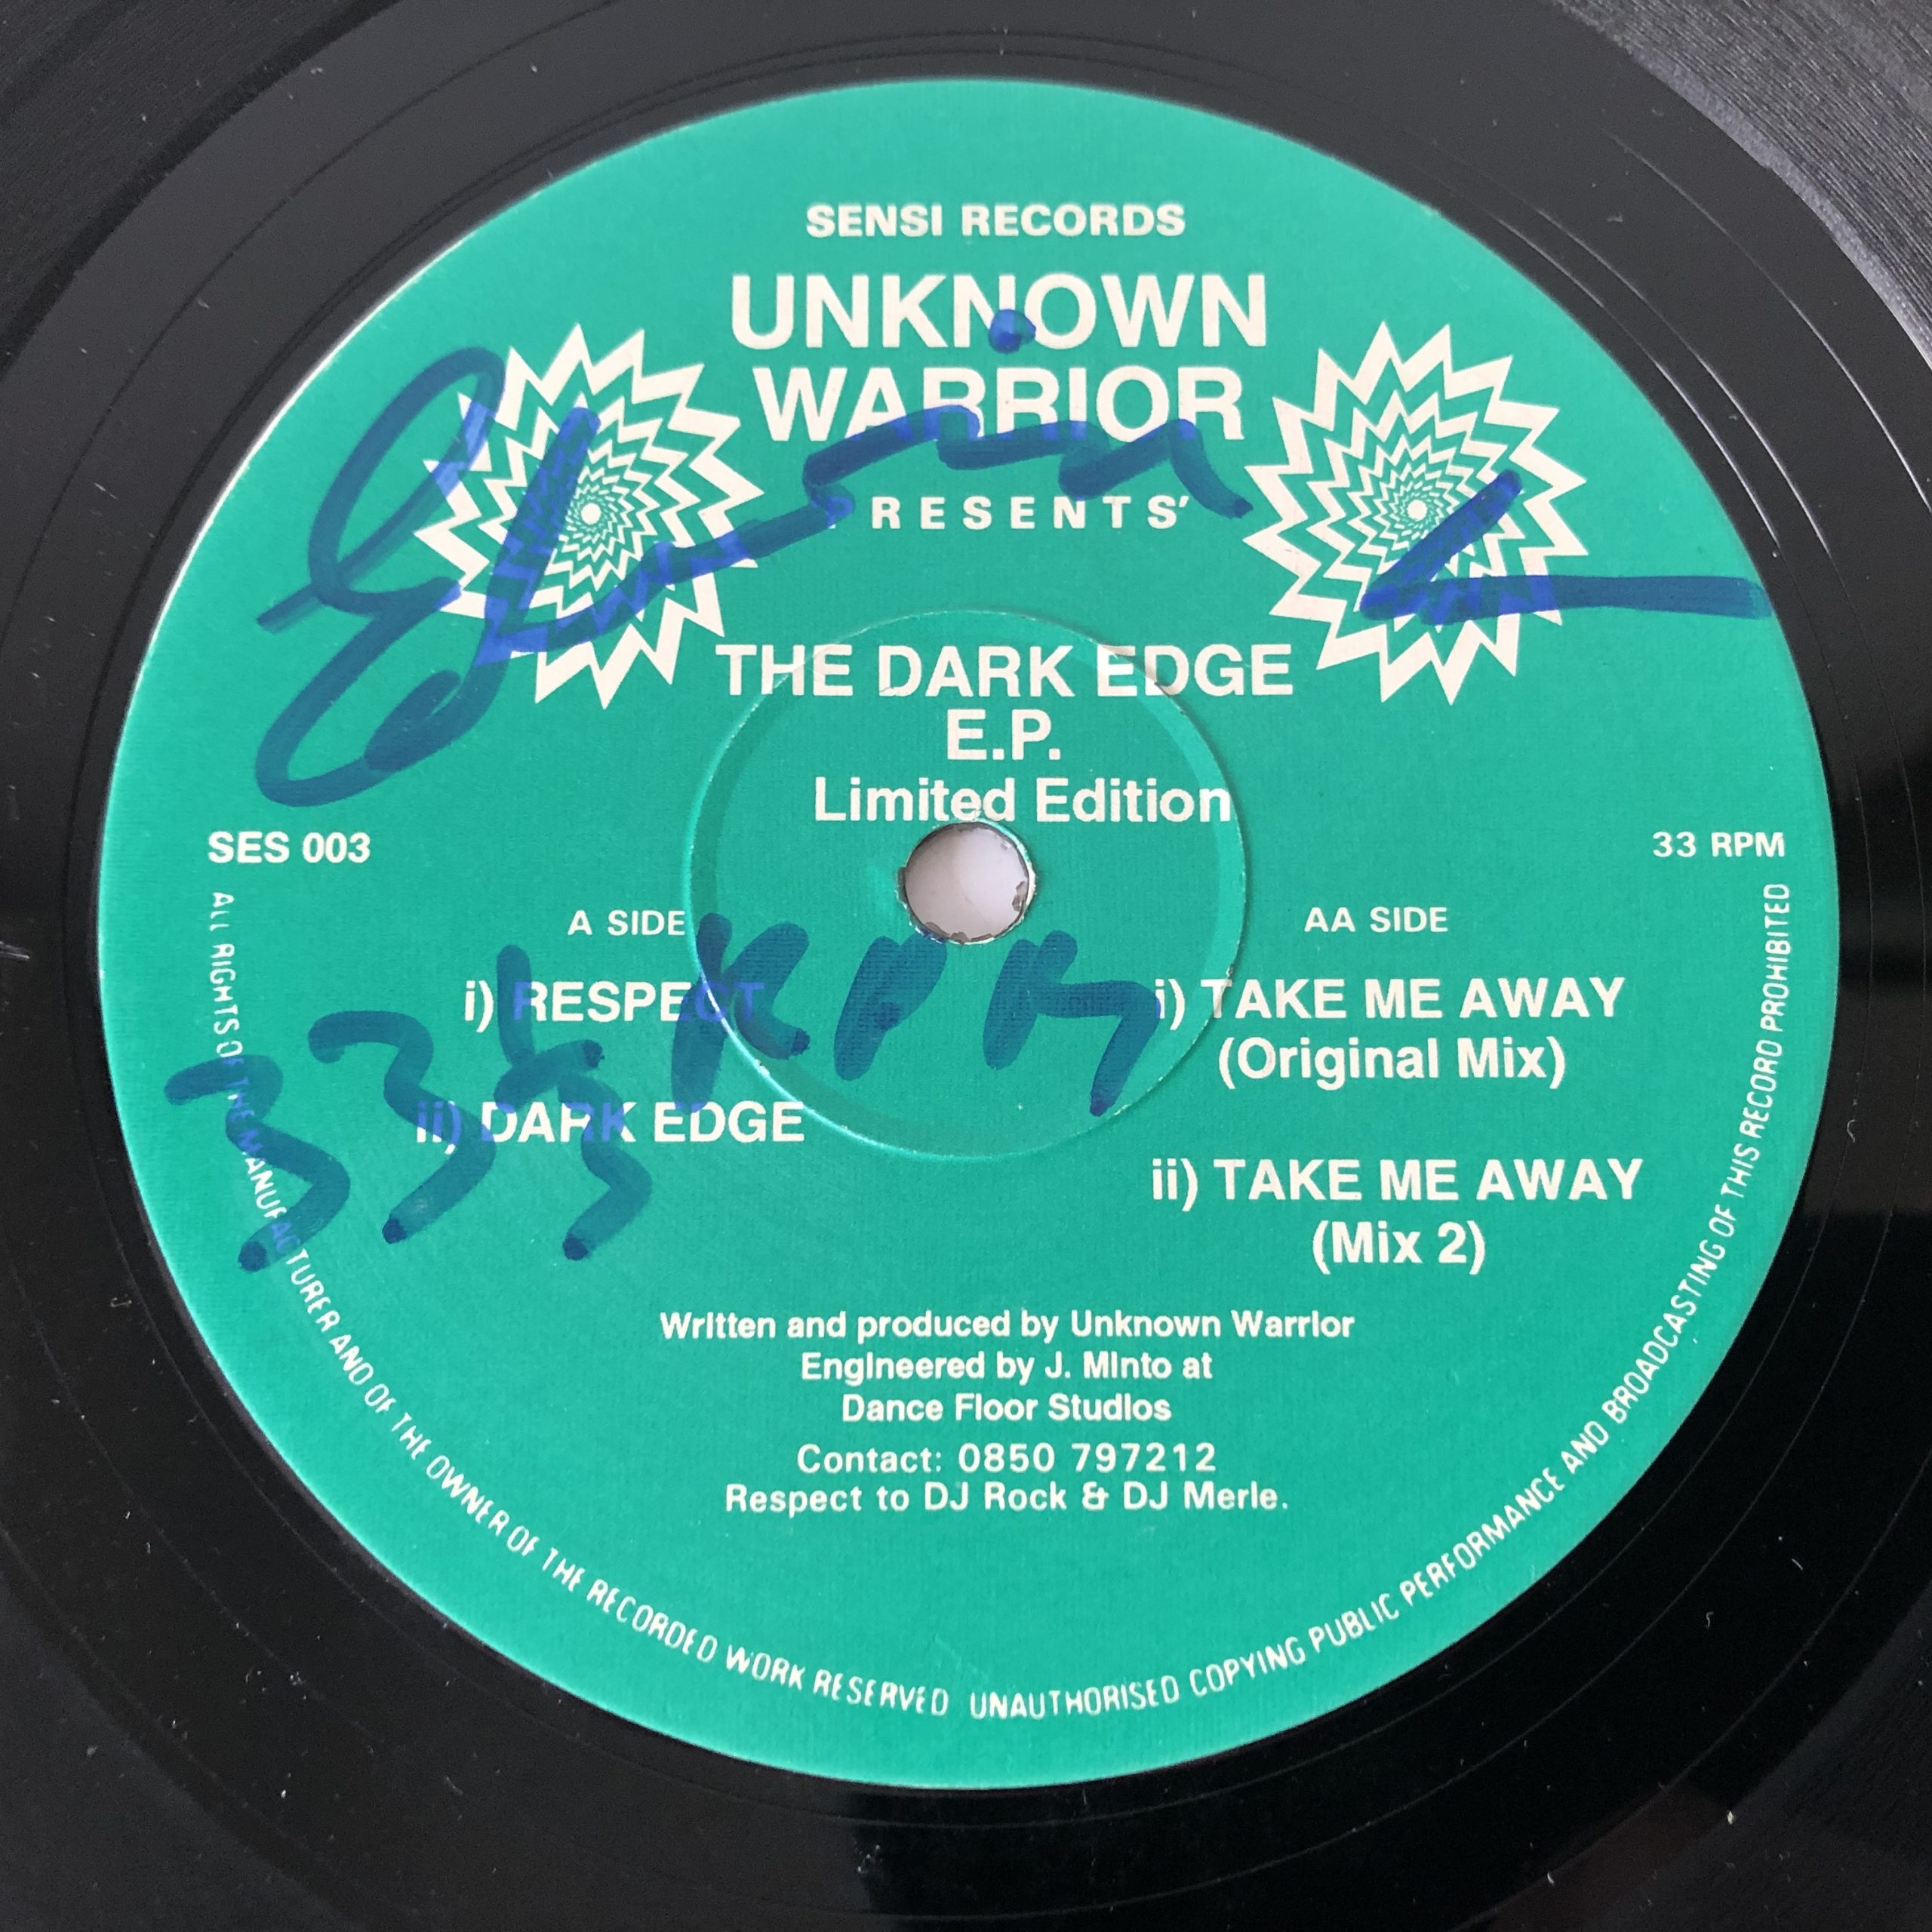 SENSI RECORDS
UNKNOWN
WARRIOR
RESENTS'
THE DARK EDGE
E.P.
Limited Edition
SES 003
33 RPM
A SIDE
i) RESPECT
ii) DARK EDGE
33⅓ RPM
AA SIDE
i) TAKE ME AWAY
(Original Mix)
ii) TAKE ME AWAY
(Mix 2)
Written and produced by Unknown Warrior
Engineered by J. Minto at
Dance Floor Studios
Contact: 0850 797212
Respect to DJ Rock & DJ Merle.
ALL RIGHTS OF THE MANUFACTURER AND OF THE OWNER OF THE RECORDED WORK RESERVED UNAUTHORISED COPYING PUBLIC PERFORMANCE AND BROADCASTING OF THIS RECORD PROHIBITED